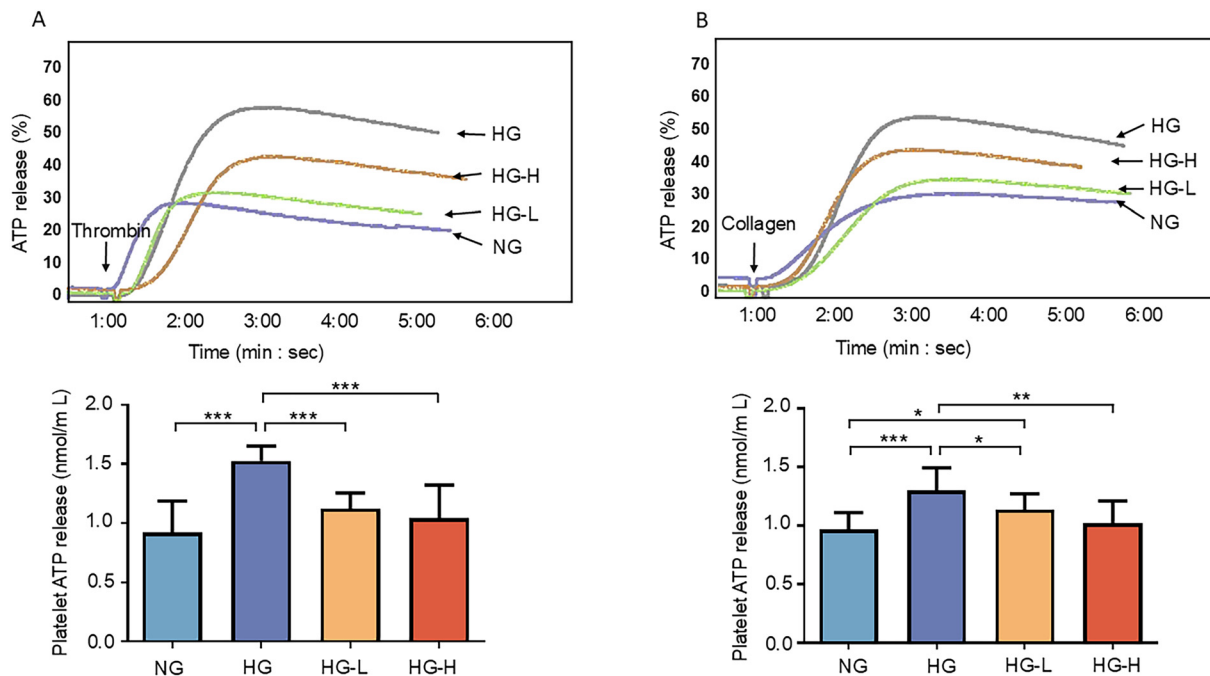 A
ATP release (%)
70
60
50
40
30
20
10
0
Thrombin
HG
HG-H
HG-L
NG
1:00 2:00 3:00 4:00 5:00 6:00
Time (min : sec)
B
ATP release (%)
70
60
50
40
30
20
10
0
Collagen
HG
HG-H
HG-L
NG
1:00 2:00 3:00 4:00 5:00 6:00
Time (min : sec)
Platelet ATP release (nmol/m L)
2.0
1.5
1.0
0.5
0.0
***
*** ***
NG HG HG-L HG-H
Platelet ATP release (nmol/m L)
2.0
1.5
1.0
0.5
0.0
**
*
*** *
NG HG HG-L HG-H